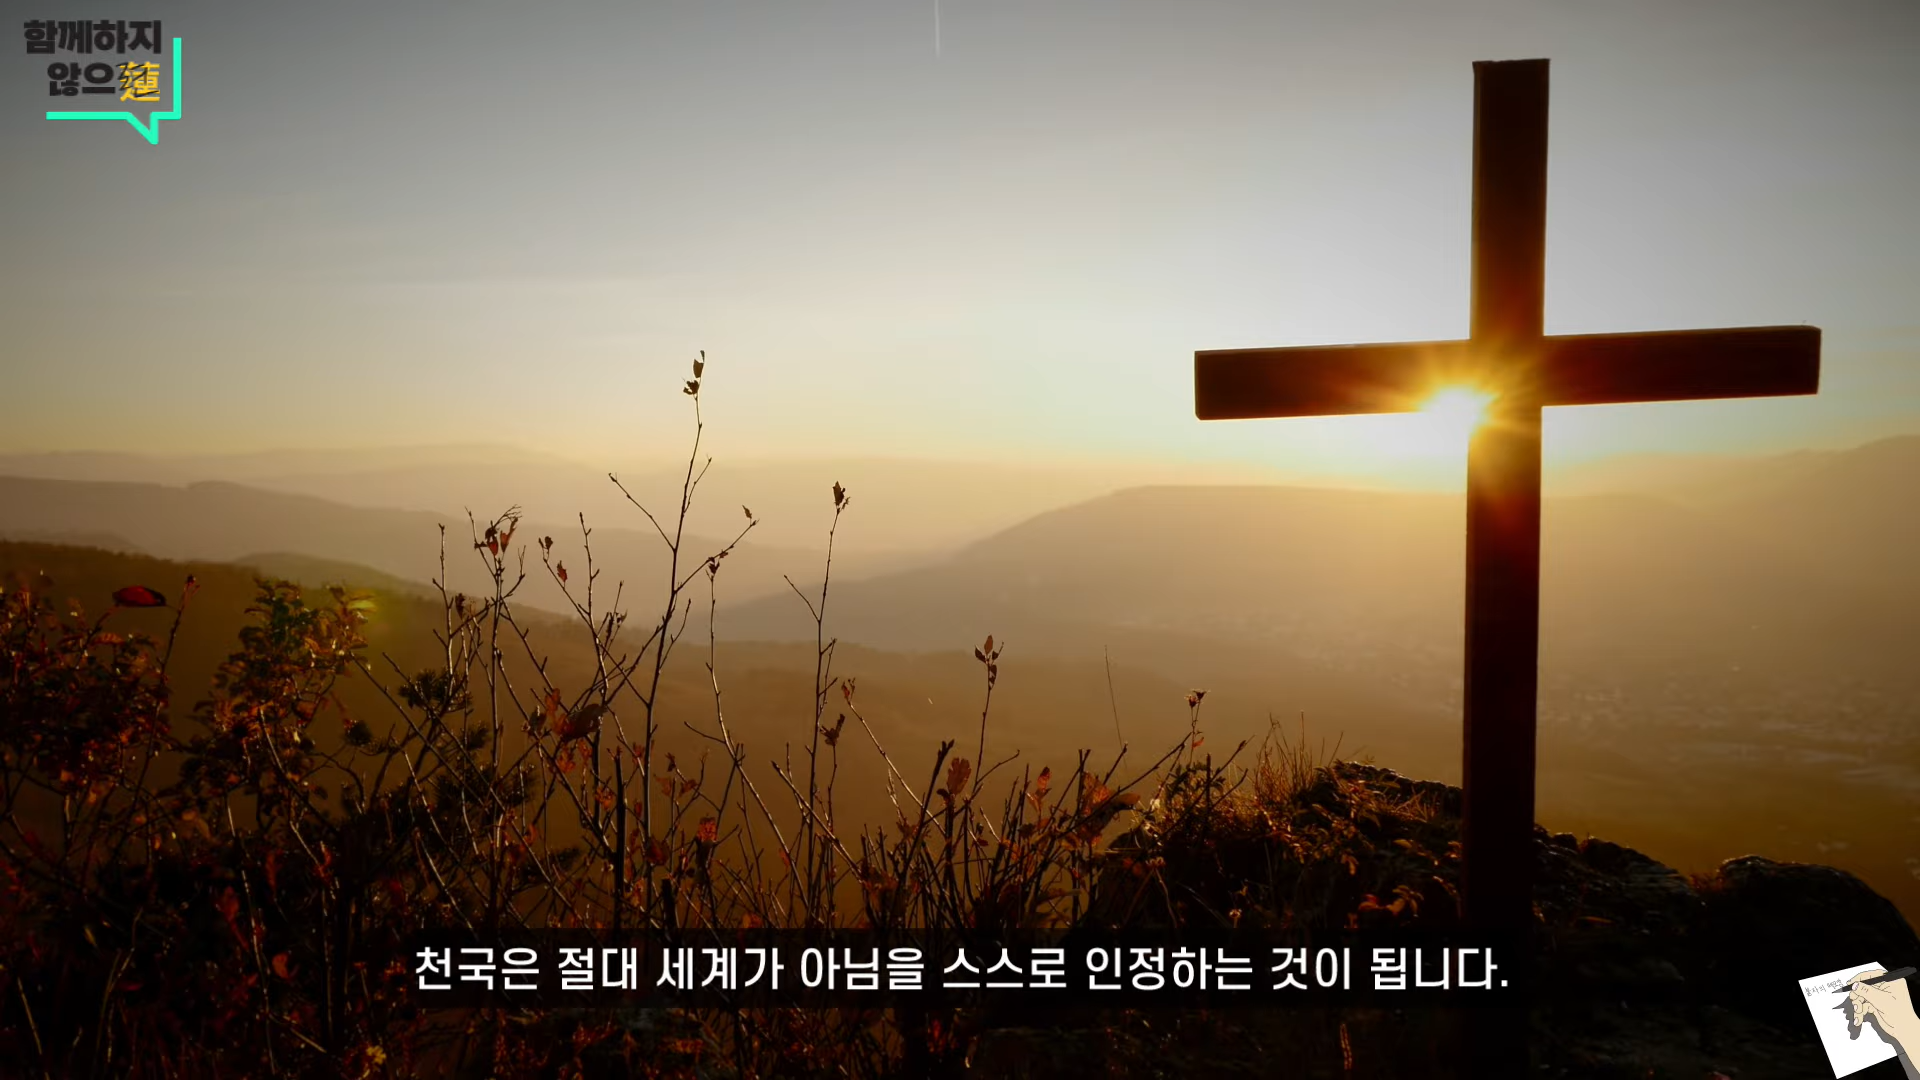 함께하지
않으蓮
천국은 절대 세계가 아님을 스스로 인정하는 것이 됩니다.